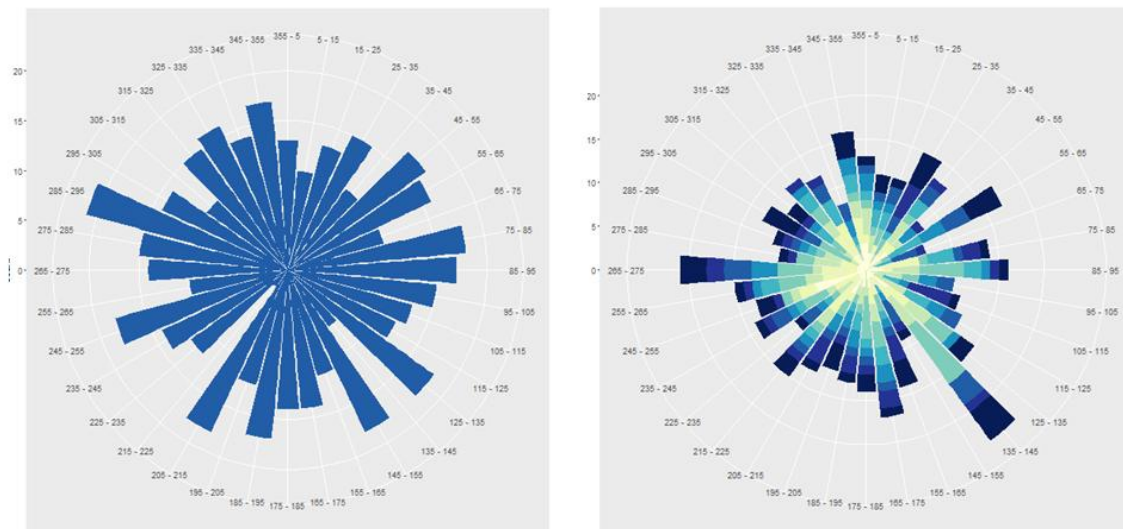 20
15
10
5
0
355 - 5
5 - 15
15 - 25
25 - 35
35 - 45
45 - 55
55 - 65
65 - 75
75 - 85
85 - 95
95 - 105
105 - 115
115 - 125
125 - 135
135 - 145
145 - 155
155 - 165
165 - 175
175 - 185
185 - 195
195 - 205
205 - 215
215 - 225
225 - 235
235 - 245
245 - 255
255 - 265
265 - 275
275 - 285
285 - 295
295 - 305
305 - 315
315 - 325
325 - 335
335 - 345
345 - 355
20
15
10
5
0
355 - 5
5 - 15
15 - 25
25 - 35
35 - 45
45 - 55
55 - 65
65 - 75
75 - 85
85 - 95
95 - 105
105 - 115
115 - 125
125 - 135
135 - 145
145 - 155
155 - 165
165 - 175
175 - 185
185 - 195
195 - 205
205 - 215
215 - 225
225 - 235
235 - 245
245 - 255
255 - 265
265 - 275
275 - 285
285 - 295
295 - 305
305 - 315
315 - 325
325 - 335
335 - 345
345 - 355